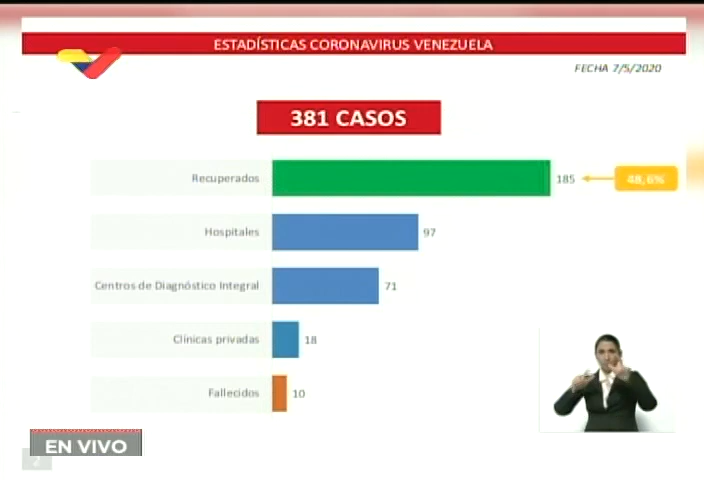 ESTADÍSTICAS CORONAVIRUS VENEZUELA
FECHA 7/5/2020
381 CASOS
Recuperados 185 48,6%
Hospitales 97
Centros de Diagnóstico Integral 71
Clínicas privadas 18
Fallecidos 10
EN VIVO
2